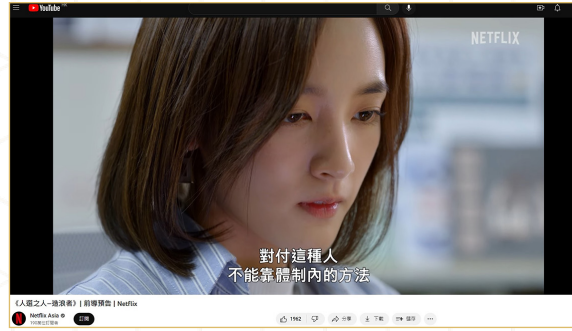 YouTube
NETFLIX
對付這種人
不能靠體制內的方法
《人選之人—造浪者》| 前導預告 | Netflix
Netflix Asia
訂閱
1962
分享
下載
儲存